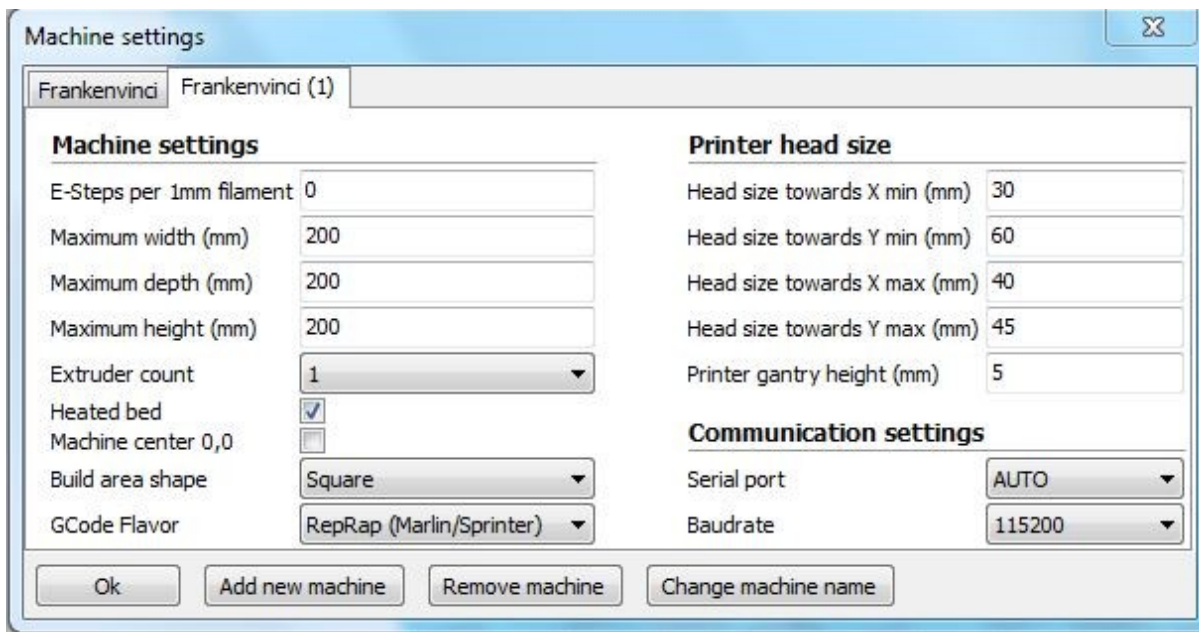 Machine settings
Frankenvinci
Frankenvinci (1)
Machine settings
E-Steps per 1mm filament 0
Maximum width (mm) 200
Maximum depth (mm) 200
Maximum height (mm) 200
Extruder count 1
Heated bed
Machine center 0,0
Build area shape Square
GCode Flavor RepRap (Marlin/Sprinter)
Printer head size
Head size towards X min (mm) 30
Head size towards Y min (mm) 60
Head size towards X max (mm) 40
Head size towards Y max (mm) 45
Printer gantry height (mm) 5
Communication settings
Serial port AUTO
Baudrate 115200
Ok
Add new machine
Remove machine
Change machine name